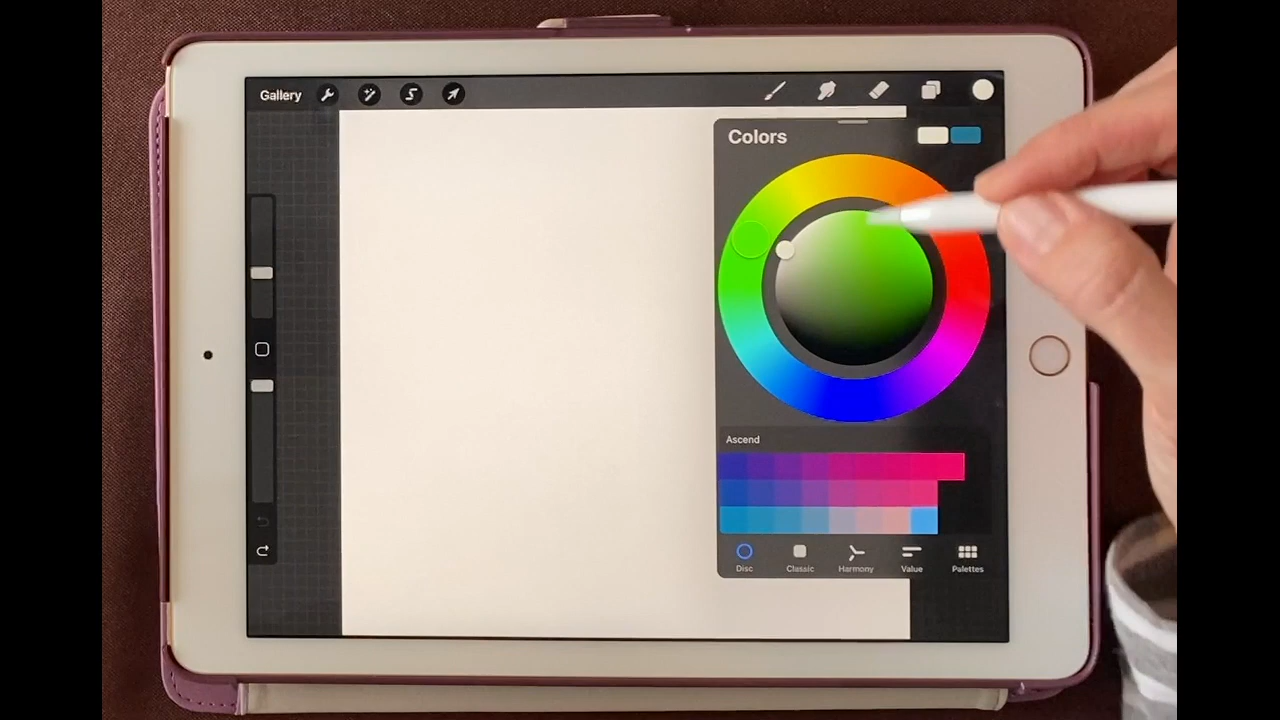 Gallery
Colors
Ascend
Disc
Classic
Harmony
Value
Palettes